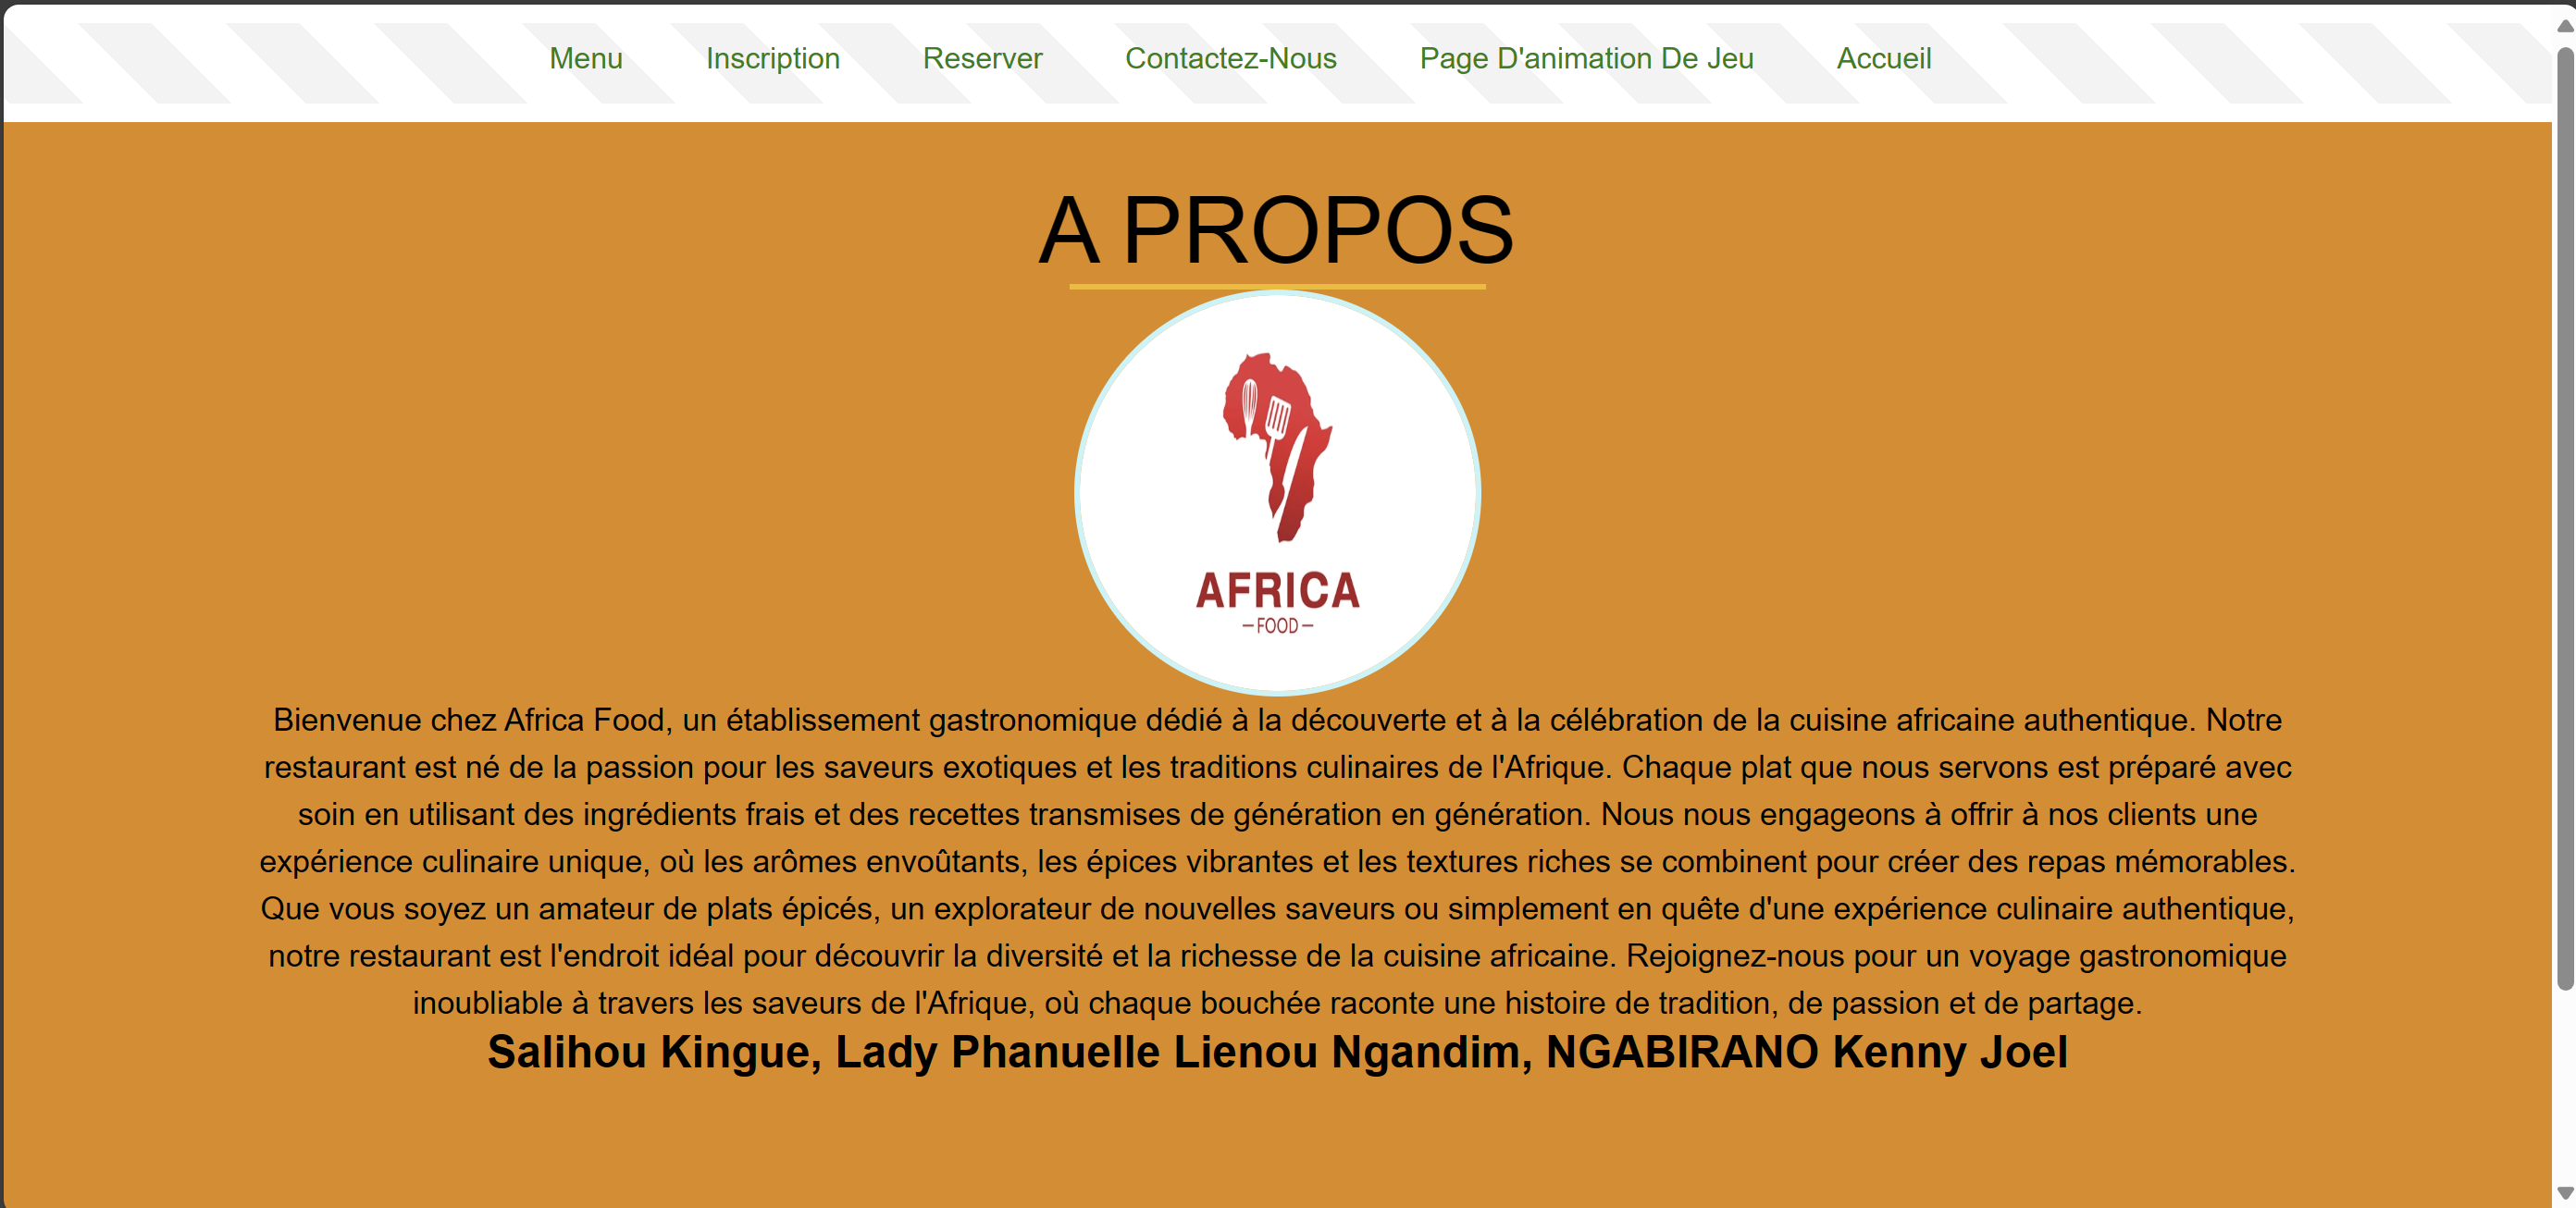 Menu Inscription Reserver Contactez-Nous Page D'animation De Jeu Accueil
A PROPOS
AFRICA
FOOD
Bienvenue chez Africa Food, un établissement gastronomique dédié à la découverte et à la célébration de la cuisine africaine authentique. Notre
restaurant est né de la passion pour les saveurs exotiques et les traditions culinaires de l'Afrique. Chaque plat que nous servons est préparé avec
soin en utilisant des ingrédients frais et des recettes transmises de génération en génération. Nous nous engageons à offrir à nos clients une
expérience culinaire unique, où les arômes envoûtants, les épices vibrantes et les textures riches se combinent pour créer des repas mémorables.
Que vous soyez un amateur de plats épicés, un explorateur de nouvelles saveurs ou simplement en quête d'une expérience culinaire authentique,
notre restaurant est l'endroit idéal pour découvrir la diversité et la richesse de la cuisine africaine. Rejoignez-nous pour un voyage gastronomique
inoubliable à travers les saveurs de l'Afrique, où chaque bouchée raconte une histoire de tradition, de passion et de partage.
Salihou Kingue, Lady Phanuelle Lienou Ngandim, NGABIRANO Kenny Joel